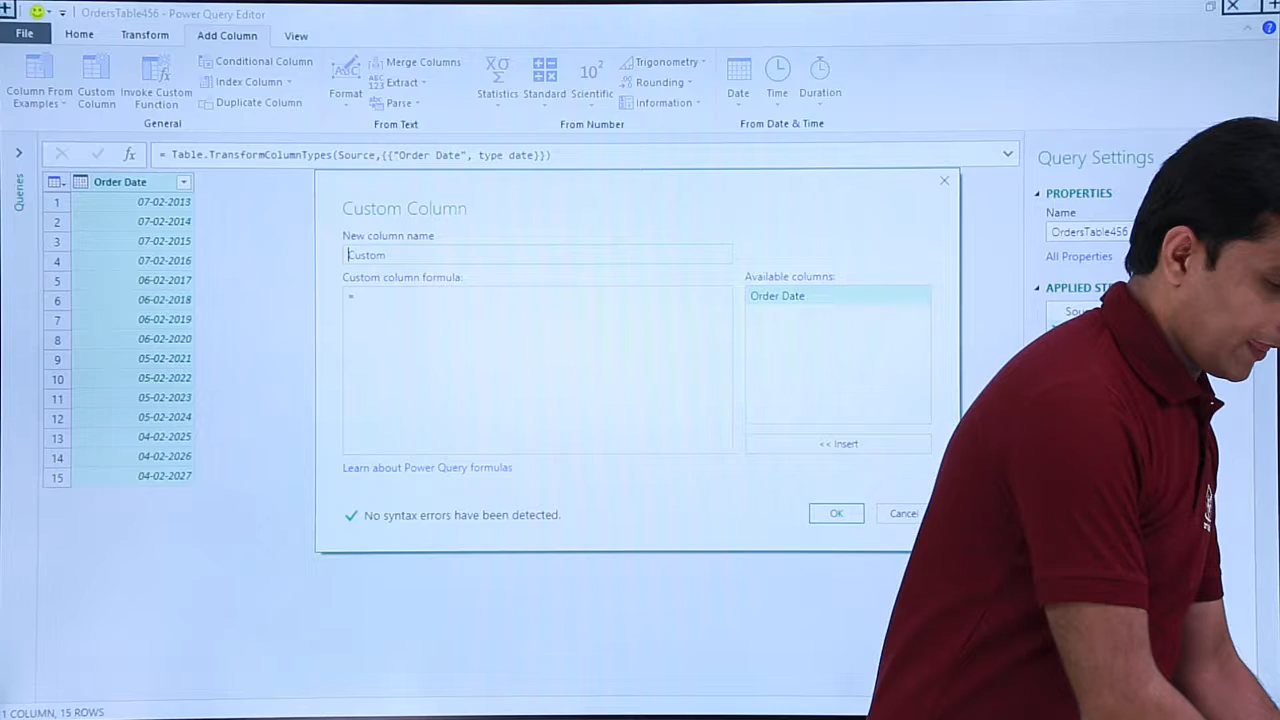 OrdersTable456 - Power Query Editor
File Home Transform Add Column View
Column From Examples
Custom Column
Invoke Custom Function
Conditional Column
Index Column
Duplicate Column
General
Format
Merge Columns
ABC 123 Extract
abc Parse
From Text
Statistics
Standard
10² Scientific
Trigonometry
Rounding
Information
From Number
Date
Time
Duration
From Date & Time
Queries
fx = Table.TransformColumnTypes(Source,{{"Order Date", type date}})
Order Date
1 07-02-2013
2 07-02-2014
3 07-02-2015
4 07-02-2016
5 06-02-2017
6 06-02-2018
7 06-02-2019
8 06-02-2020
9 05-02-2021
10 05-02-2022
11 05-02-2023
12 05-02-2024
13 04-02-2025
14 04-02-2026
15 04-02-2027
Custom Column
New column name
Custom
Custom column formula:
=
Available columns:
Order Date
<< Insert
Learn about Power Query formulas
No syntax errors have been detected.
OK
Cancel
Query Settings
PROPERTIES
Name
OrdersTable456
All Properties
APPLIED
1 COLUMN, 15 ROWS